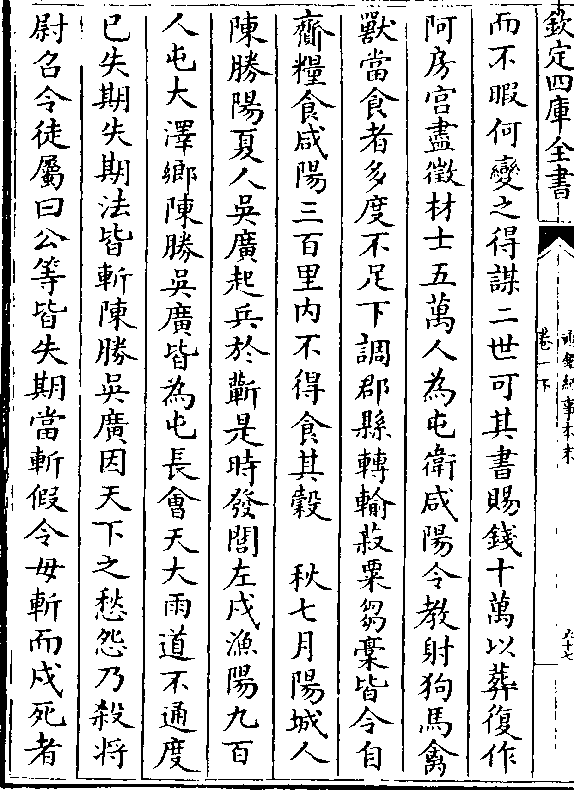 欽定四庫全書
通鑑紀事本末
卷一下
九十七
而不暇何變之得謀二世可其書賜錢十萬以葬復作
阿房宫盡徵材士五萬人為屯衛咸陽令教射狗馬禽
獸當食者多度不足下調郡縣轉輸菽粟芻藁皆令自
齎糧食咸陽三百里内不得食其榖　秋七月陽城人
陳勝陽夏人吳廣起兵於蘄是時發閭左戍漁陽九百
人屯大澤鄉陳勝吳廣皆為屯長會天大雨道不通度
已失期失期法皆斬陳勝吳廣因天下之愁怨乃殺將
尉召令徒屬曰公等皆失期當斬假令毋斬而戍死者